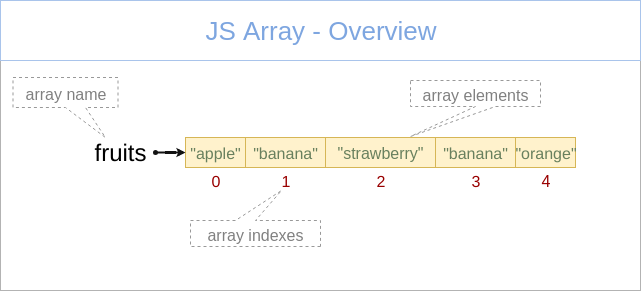 JS Array - Overview
array name
array elements
fruits
"apple" "banana" "strawberry" "banana" "orange"
0 1 2 3 4
array indexes